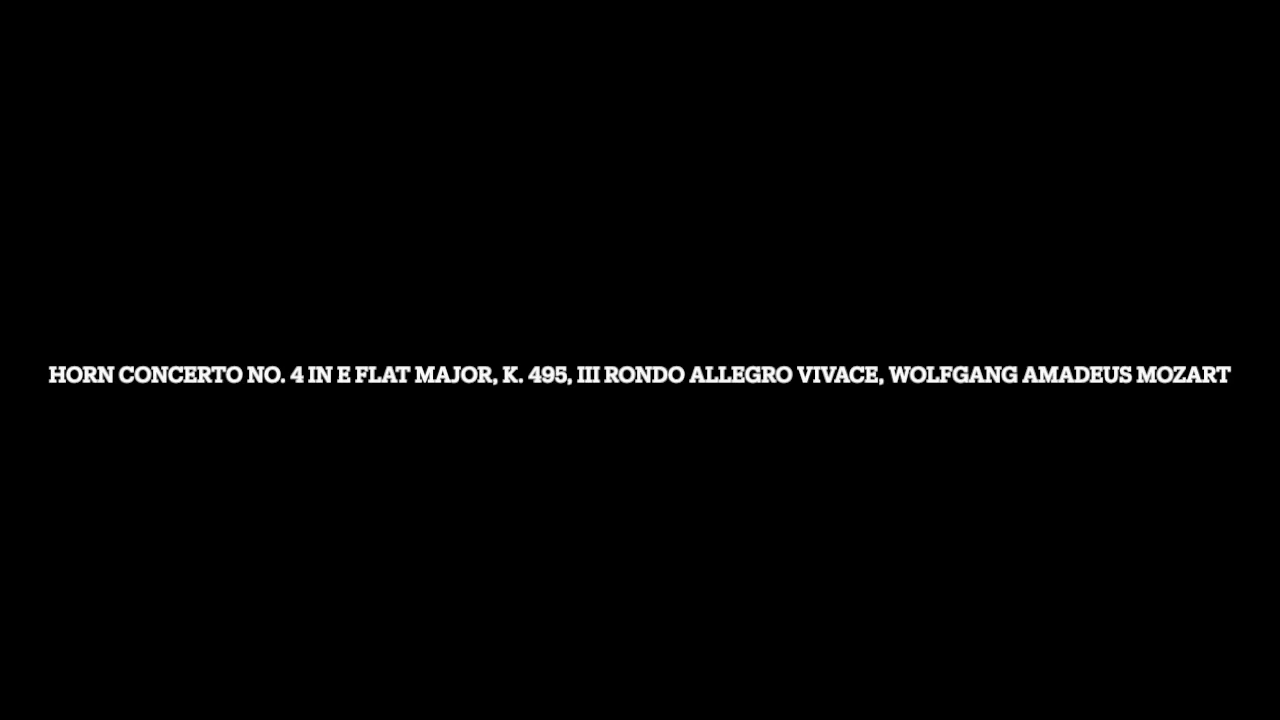 HORN CONCERTO NO. 4 IN E FLAT MAJOR, K. 495, III RONDO ALLEGRO VIVACE, WOLFGANG AMADEUS MOZART